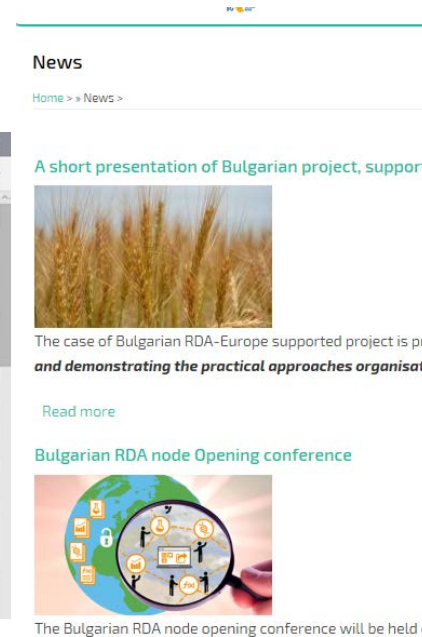 News
Home > » News >
A short presentation of Bulgarian project, support
The case of Bulgarian RDA-Europe supported project is p
and demonstrating the practical approaches organisat
Read more
Bulgarian RDA node Opening conference
f(x)
f(x)
The Bulgarian RDA node opening conference will be held